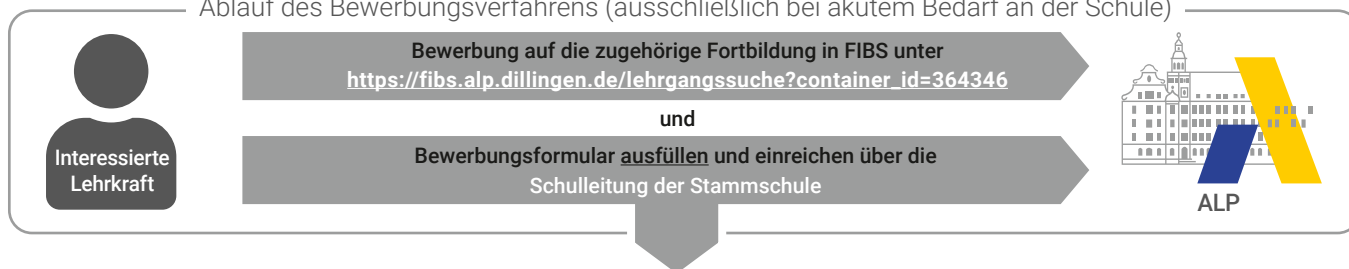 Ablauf des Bewerbungsverfahrens (ausschließlich bei akutem Bedarf an der Schule)
Bewerbung auf die zugehörige Fortbildung in FIBS unter
https://fibs.alp.dillingen.de/lehrgangssuche?container_id=364346
und
Interessierte
Lehrkraft
Bewerbungsformular ausfüllen und einreichen über die
Schulleitung der Stammschule
ALP